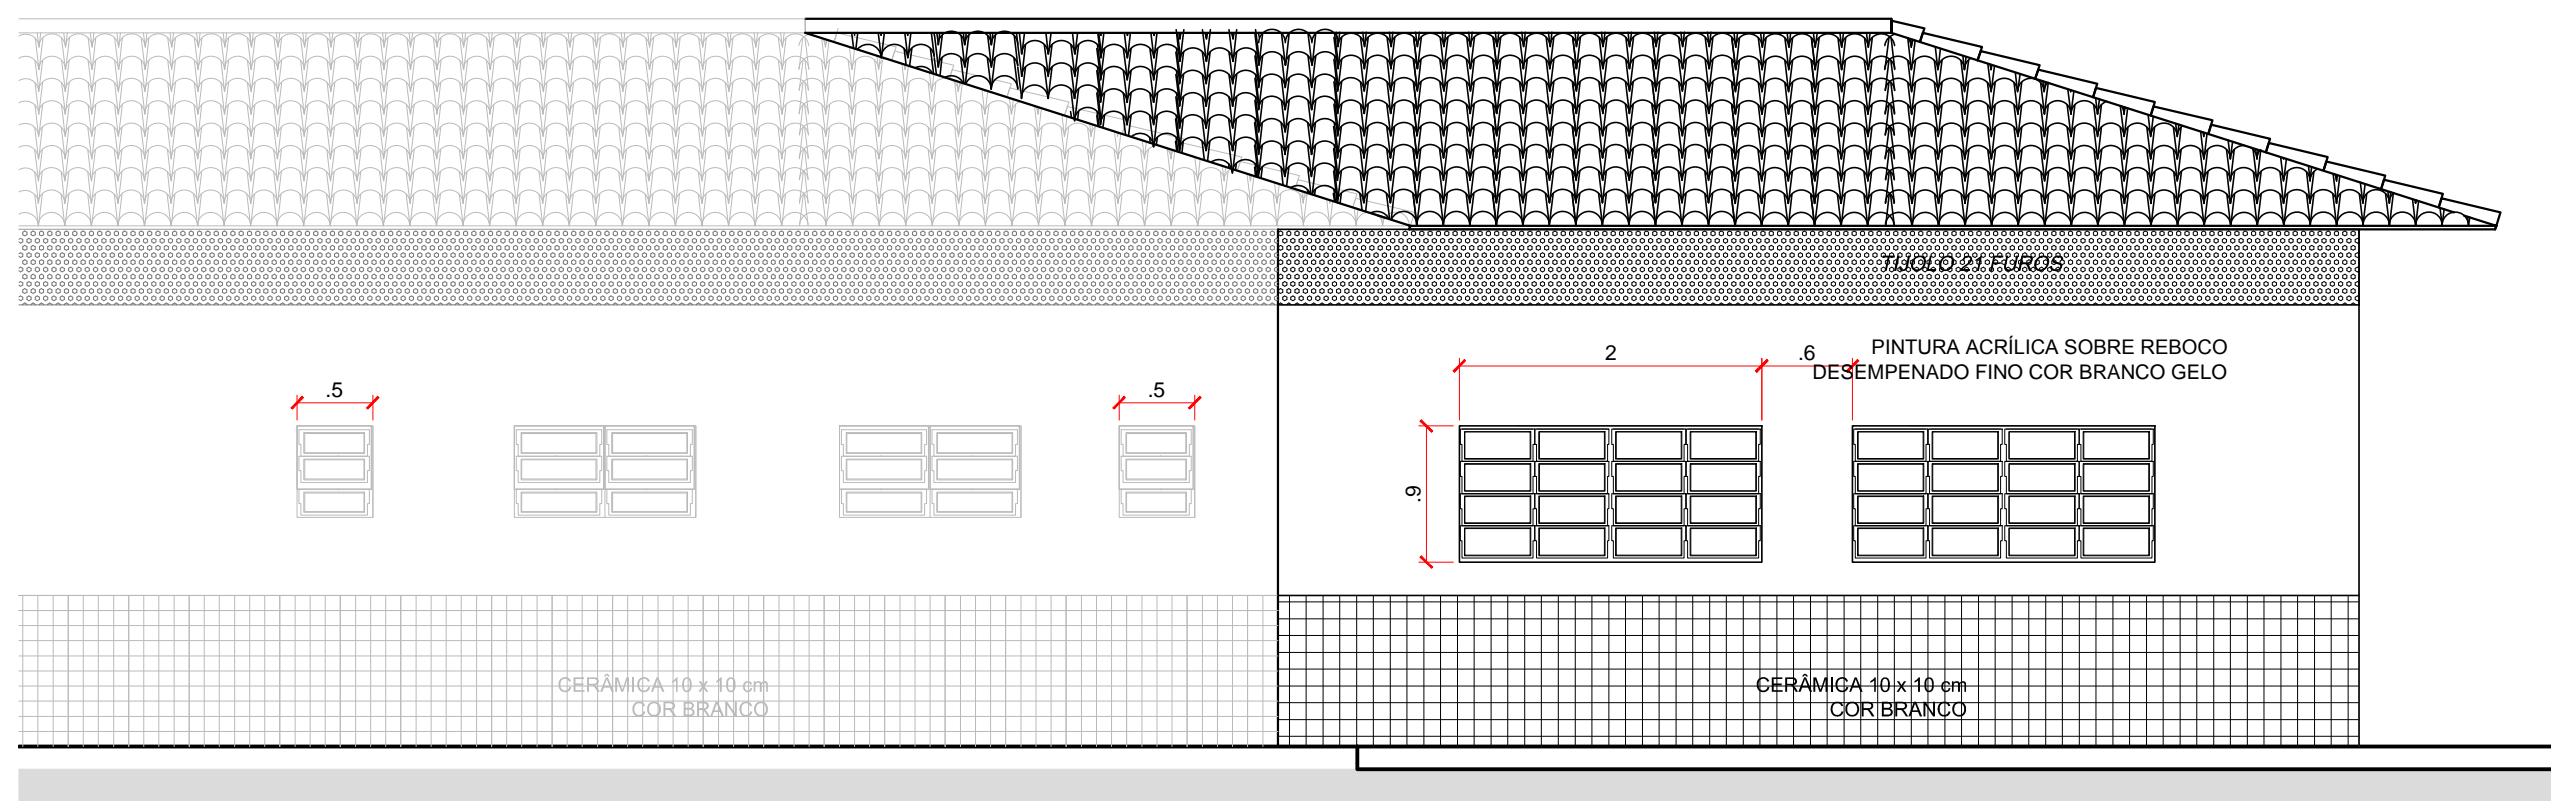 TIJOLO 21 FUROS
2
.6
PINTURA ACRÍLICA SOBRE REBOCO
DESEMPENADO FINO COR BRANCO GELO
.5
.5
.9
CERÂMICA 10 x 10 cm
COR BRANCO
CERÂMICA 10 x 10 cm
COR BRANCO